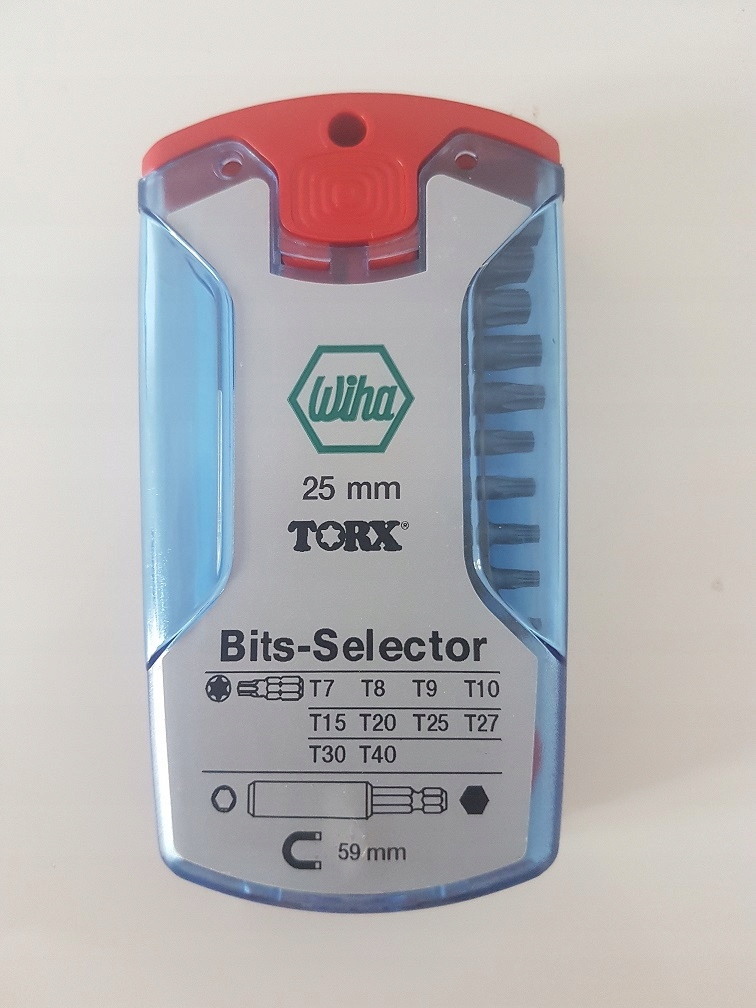 Wiha
25 mm
TORX®
Bits-Selector
T7 T8 T9 T10
T15 T20 T25 T27
T30 T40
59 mm